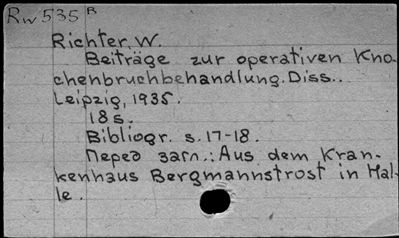 Rw 535 B
Richter, W.
Beiträge zur operativen Kno-
chenbruchbehandlung. Diss..
Leipzig, 1935.
18 s.
Bibliogr. s. 17-18.
Перед загл.: Aus dem Kran-
kenhaus Bergmannstrost in Hal-
le.